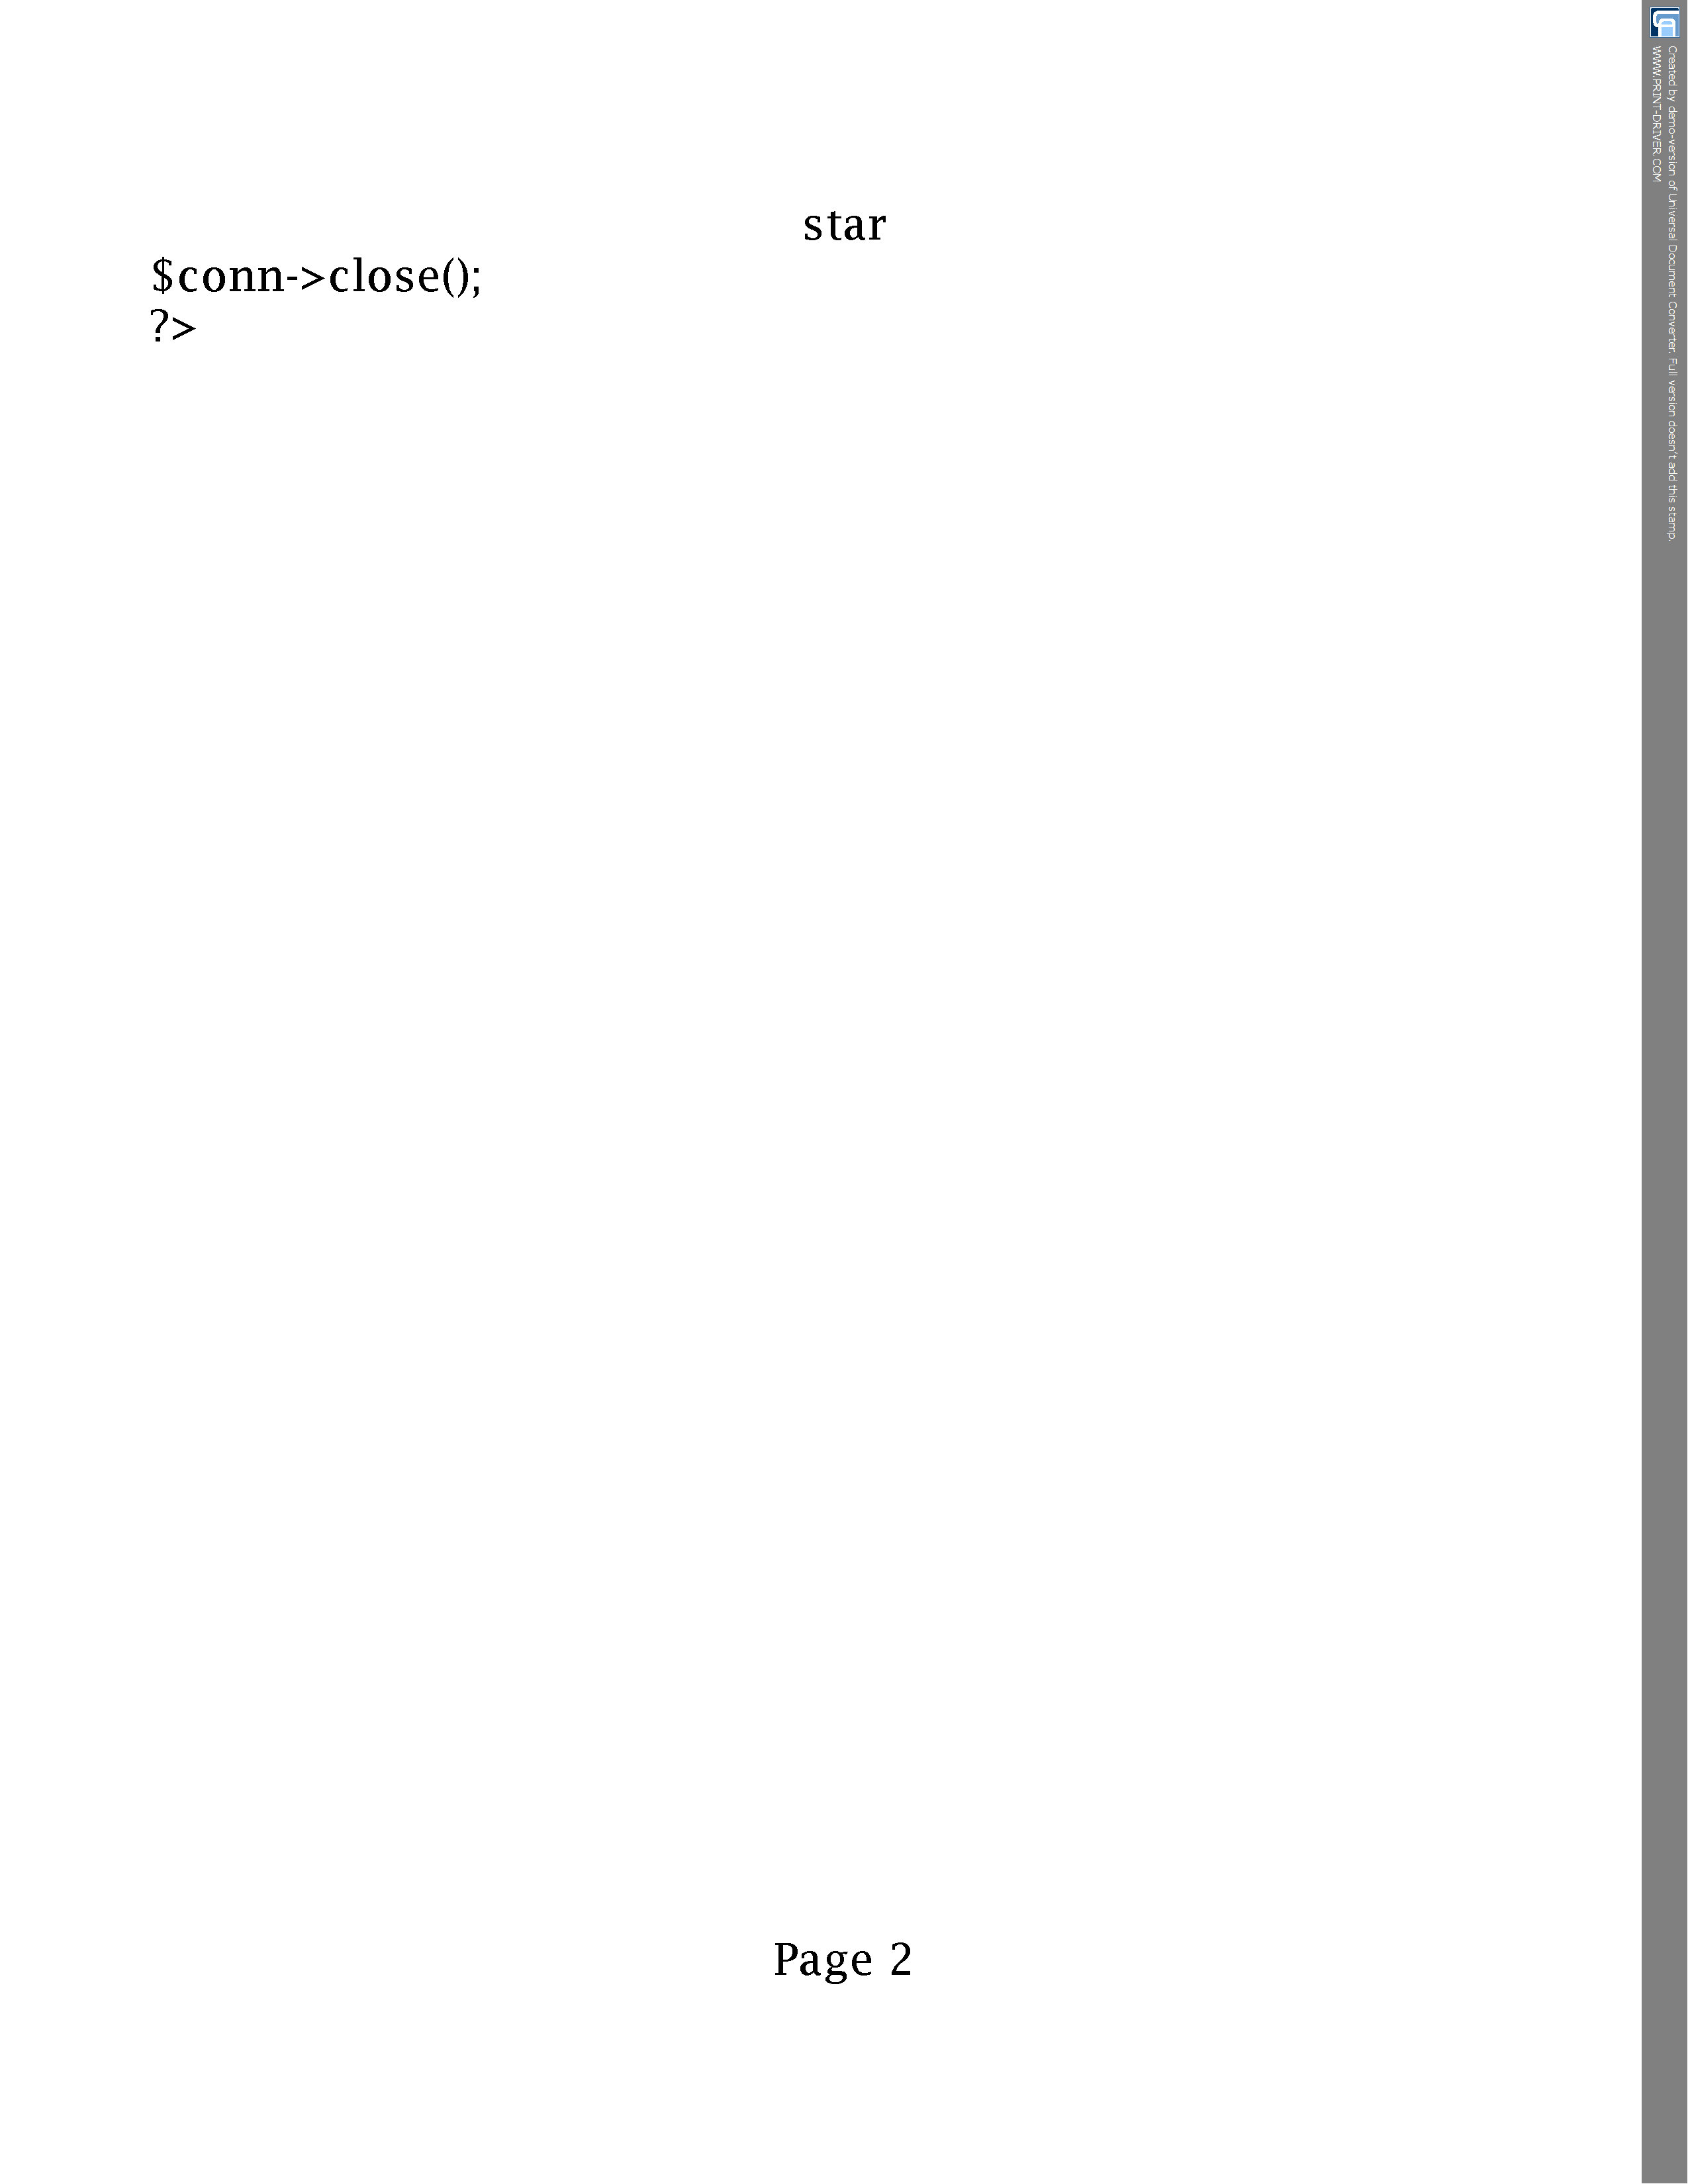 star
$conn->close();
?>
Page 2
Created by demo-version of Universal Document Converter. Full version doesn't add this stamp.
WWW.PRINT-DRIVER.COM